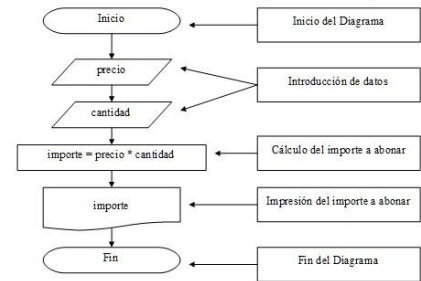 Inicio
Inicio del Diagrama
precio
Introducción de datos
cantidad
importe = precio * cantidad
Cálculo del importe a abonar
importe
Impresión del importe a abonar
Fin
Fin del Diagrama